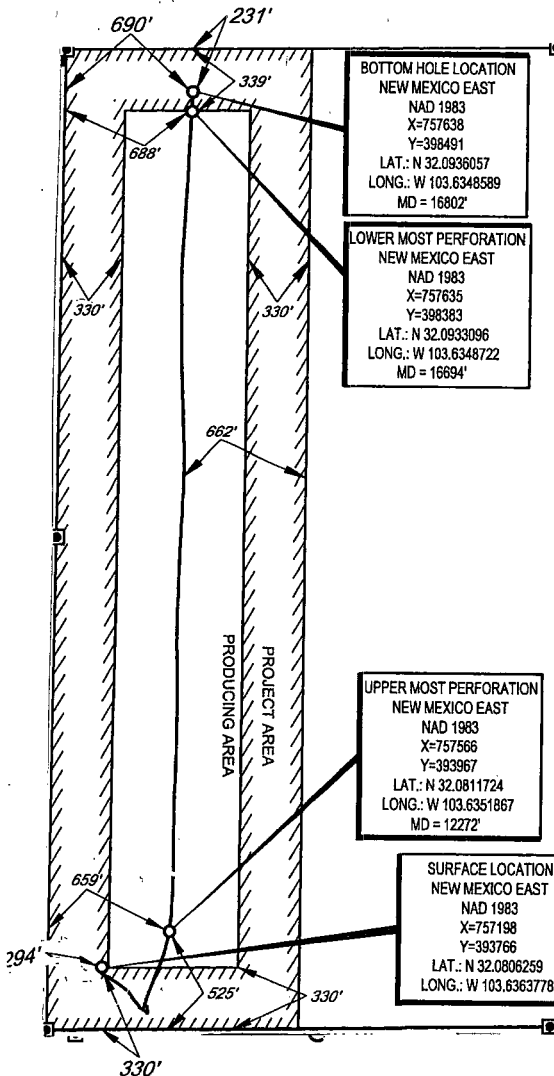 690'
231'
339'
688'
BOTTOM HOLE LOCATION
NEW MEXICO EAST
NAD 1983
X=757638
Y=398491
LAT.: N 32.0936057
LONG.: W 103.6348589
MD = 16802'
LOWER MOST PERFORATION
NEW MEXICO EAST
NAD 1983
X=757635
Y=398383
LAT.: N 32.0933096
LONG.: W 103.6348722
MD = 16694'
330'
330'
662'
PROJECT AREA
PRODUCING AREA
UPPER MOST PERFORATION
NEW MEXICO EAST
NAD 1983
X=757566
Y=393967
LAT.: N 32.0811724
LONG.: W 103.6351867
MD = 12272'
659'
SURFACE LOCATION
NEW MEXICO EAST
NAD 1983
X=757198
Y=393766
LAT.: N 32.0806259
LONG.: W 103.6363778
294'
525'
330'
330'